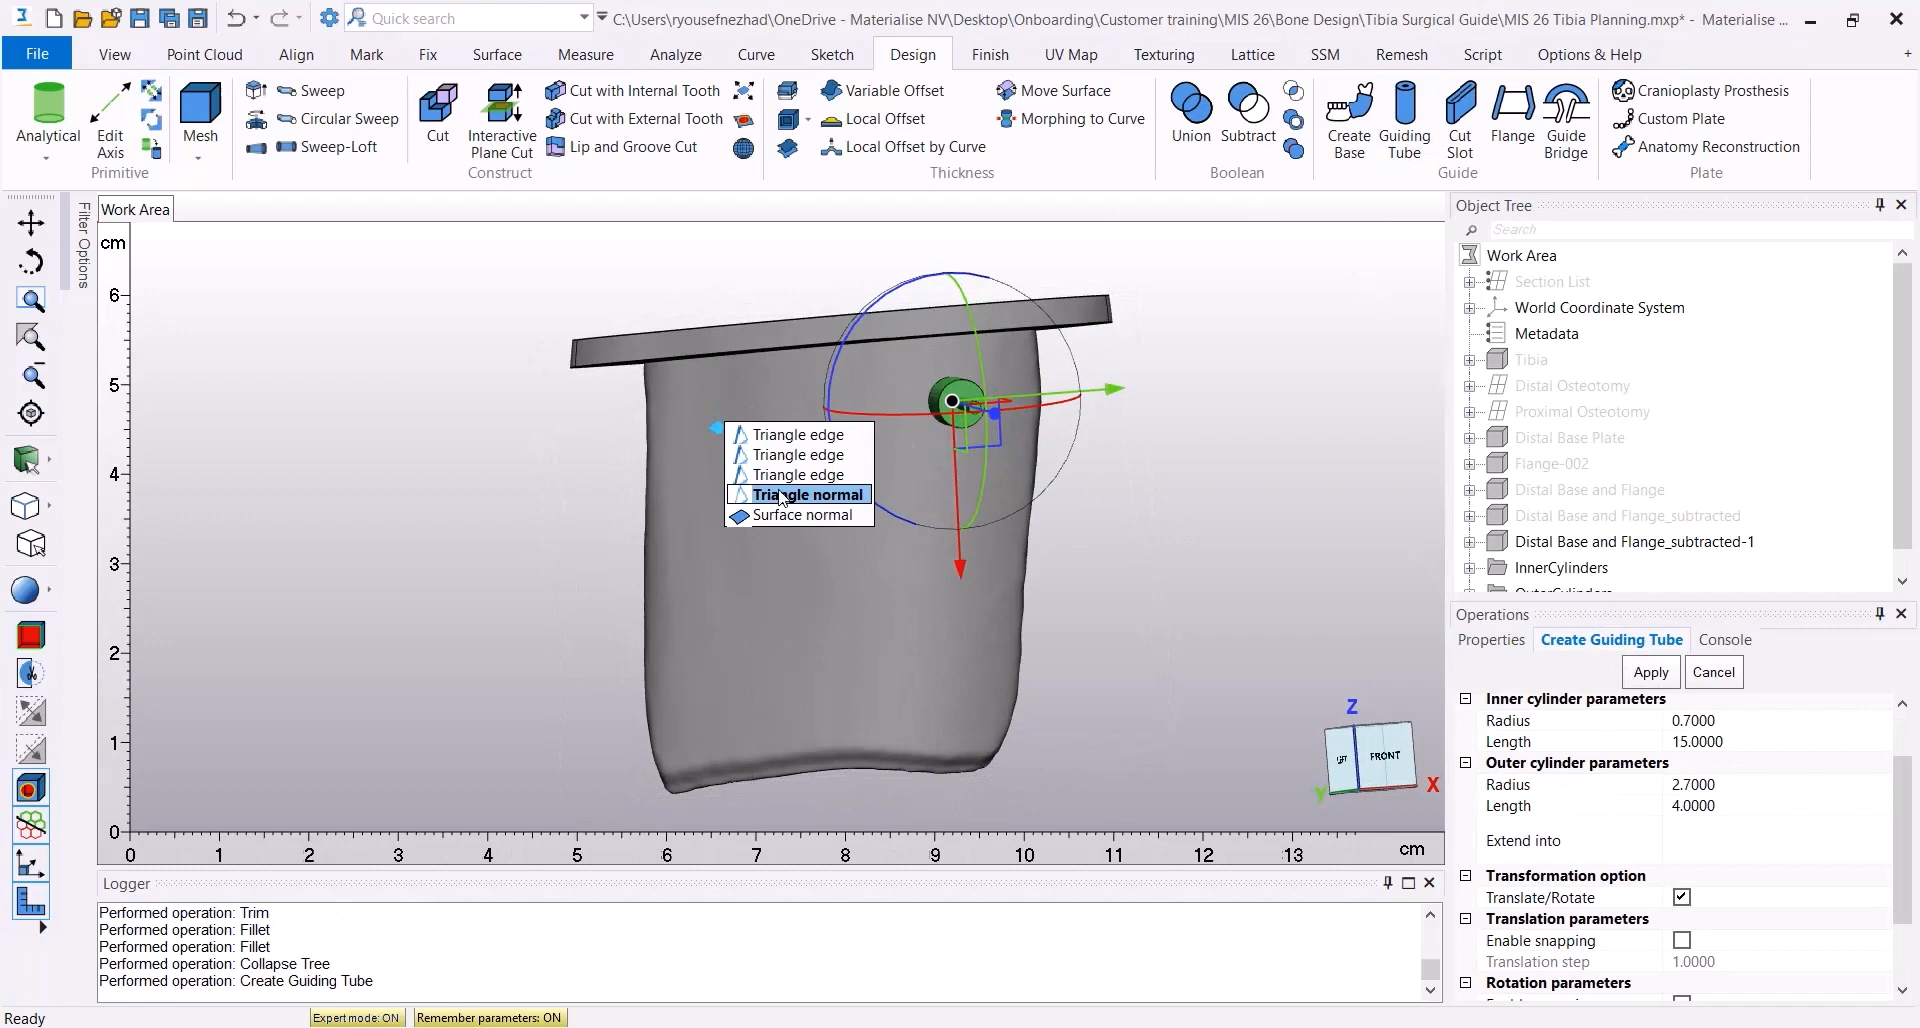 Quick search
C:\Users\ryousefnezhad\OneDrive - Materialise NV\Desktop\Onboarding\Customer training\MIS 26\Bone Design\Tibia Surgical Guide\MIS 26 Tibia Planning.mxp* - Materialise ...
File View Point Cloud Align Mark Fix Surface Measure Analyze Curve Sketch Design Finish UV Map Texturing Lattice SSM Remesh Script Options & Help
Analytical
Edit Axis
Mesh
Primitive
Sweep
Circular Sweep
Sweep-Loft
Cut
Interactive Plane Cut
Cut with Internal Tooth
Cut with External Tooth
Lip and Groove Cut
Construct
Variable Offset
Local Offset
Local Offset by Curve
Move Surface
Morphing to Curve
Thickness
Union
Subtract
Boolean
Create Base
Guiding Tube
Cut Slot
Flange
Guide Bridge
Guide
Cranioplasty Prosthesis
Custom Plate
Anatomy Reconstruction
Plate
Filter Options
Work Area
cm
6
5
4
3
2
1
0
0 1 2 3 4 5 6 7 8 9 10 11 12 13 cm
Triangle edge
Triangle edge
Triangle edge
Triangle normal
Surface normal
Z
LEFT FRONT
Y X
Object Tree
Search
Work Area
Section List
World Coordinate System
Metadata
Tibia
Distal Osteotomy
Proximal Osteotomy
Distal Base Plate
Flange-002
Distal Base and Flange
Distal Base and Flange_subtracted
Distal Base and Flange_subtracted-1
InnerCylinders
Operations
Properties Create Guiding Tube Console
Apply Cancel
Inner cylinder parameters
Radius 0.7000
Length 15.0000
Outer cylinder parameters
Radius 2.7000
Length 4.0000
Extend into
Transformation option
Translate/Rotate
Translation parameters
Enable snapping
Translation step 1.0000
Rotation parameters
Logger
Performed operation: Trim
Performed operation: Fillet
Performed operation: Fillet
Performed operation: Collapse Tree
Performed operation: Create Guiding Tube
Ready Expert mode: ON Remember parameters: ON